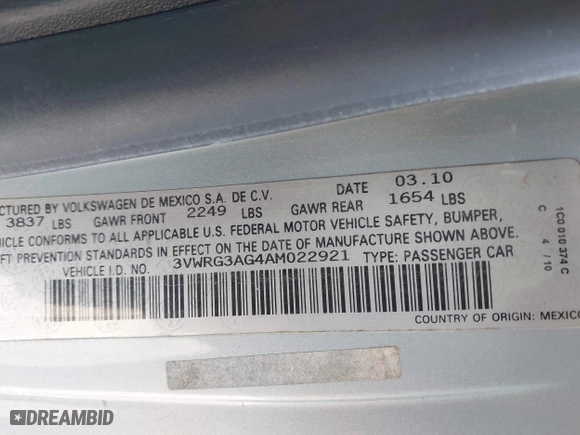 CTURED BY VOLKSWAGEN DE MEXICO S.A. DE C.V. DATE 03.10
3837 LBS GAWR FRONT 2249 LBS GAWR REAR 1654 LBS
HICLE CONFORMS TO ALL APPLICABLE U.S. FEDERAL MOTOR VEHICLE SAFETY, BUMPER,
FT PREVENTION STANDARDS IN EFFECT ON THE DATE OF MANUFACTURE SHOWN ABOVE.
VEHICLE I.D. NO. 3VWRG3AG4AM022921 TYPE: PASSENGER CAR
COUNTRY OF ORIGIN: MEXICO
1C0 010 374 C
C 4 / 10
DREAMBID